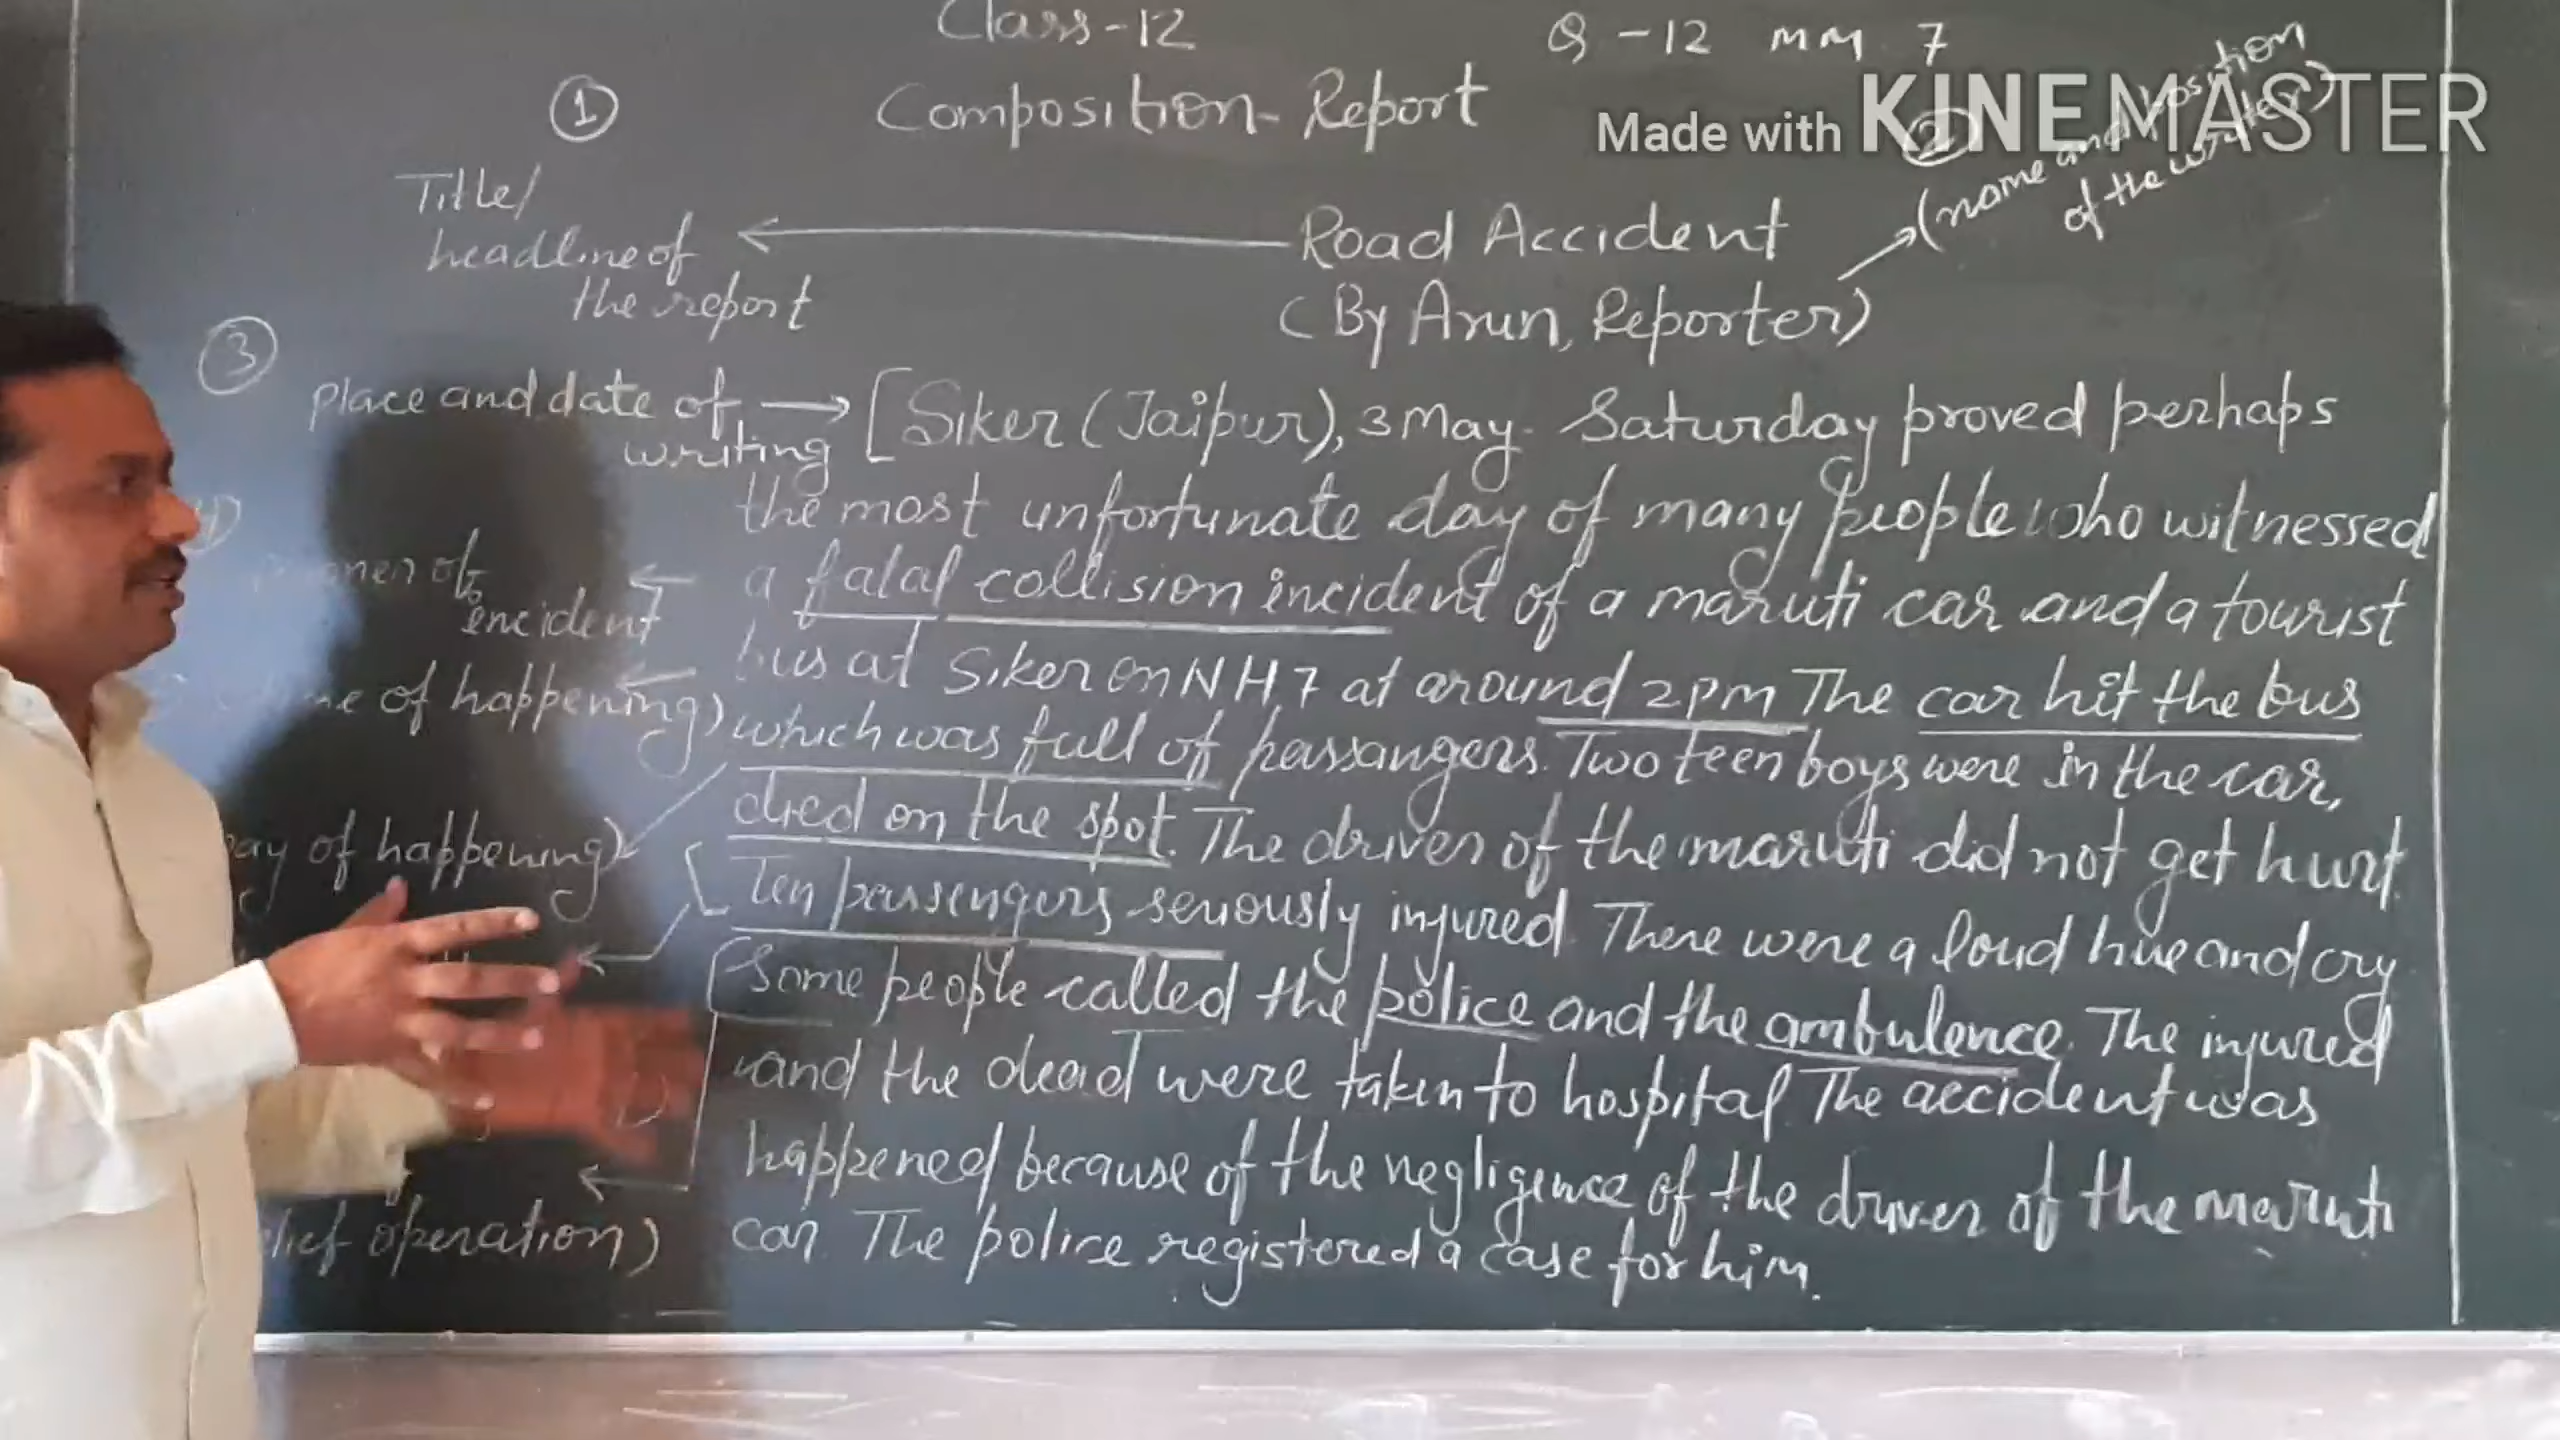 Class-12
Q-12 MM 7
Made with KINEMASTER
Composition-Report
①
②
(name and position
of the writer)
Title/
headline of
the report
Road Accident
(By Arun, Reporter)
③
place and date of
writing
[Siker (Jaipur), 3 May. Saturday proved perhaps
the most unfortunate day of many people who witnessed
a fatal collision incident of a maruti car and a tourist
of
incident
bus at Siker on NH,7 at around 2 pm The car hit the bus
of happening)
which was full of passangers. Two teen boys were in the car,
died on the spot. The driver of the maruti did not get hurt.
of happening)
Ten passengers seriously injured. There were a loud hue and cry
Some people called the police and the ambulence. The injured
and the dead were taken to hospital. The accident was
happened because of the negligence of the driver of the maruti
operation)
car. The police registered a case for him.